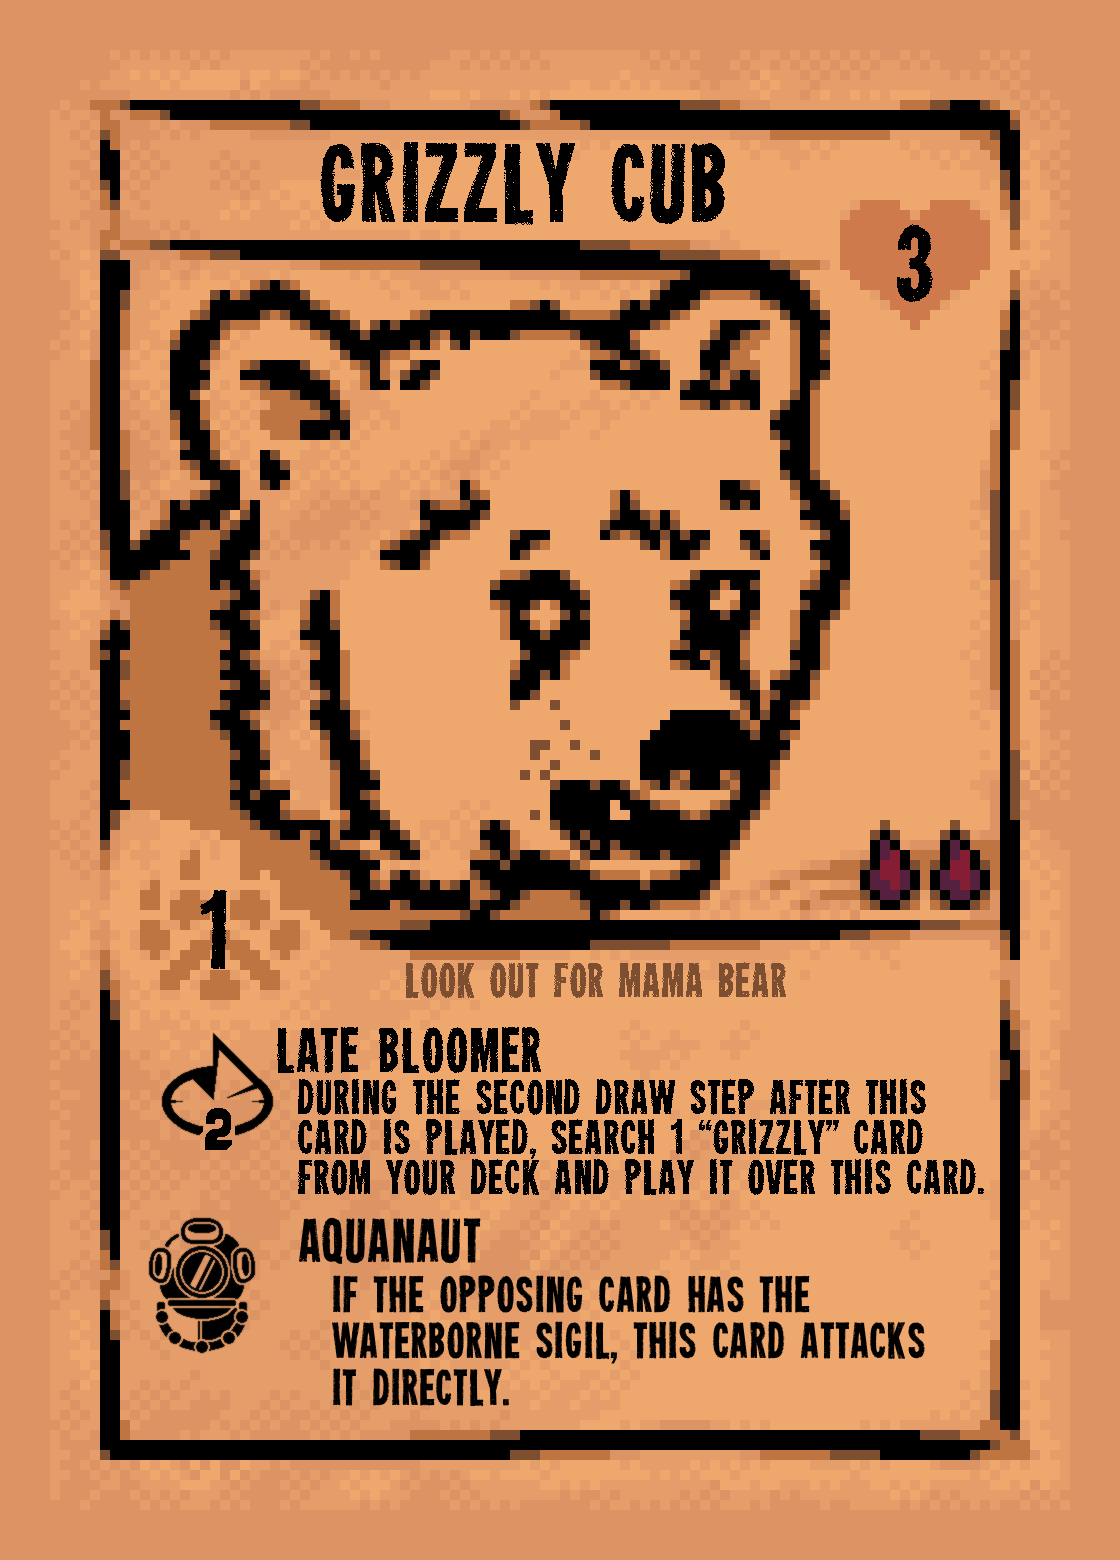 GRIZZLY CUB
3
1
LOOK OUT FOR MAMA BEAR
LATE BLOOMER
2
DURING THE SECOND DRAW STEP AFTER THIS
CARD IS PLAYED, SEARCH 1 “GRIZZLY” CARD
FROM YOUR DECK AND PLAY IT OVER THIS CARD.
AQUANAUT
IF THE OPPOSING CARD HAS THE
WATERBORNE SIGIL, THIS CARD ATTACKS
IT DIRECTLY.